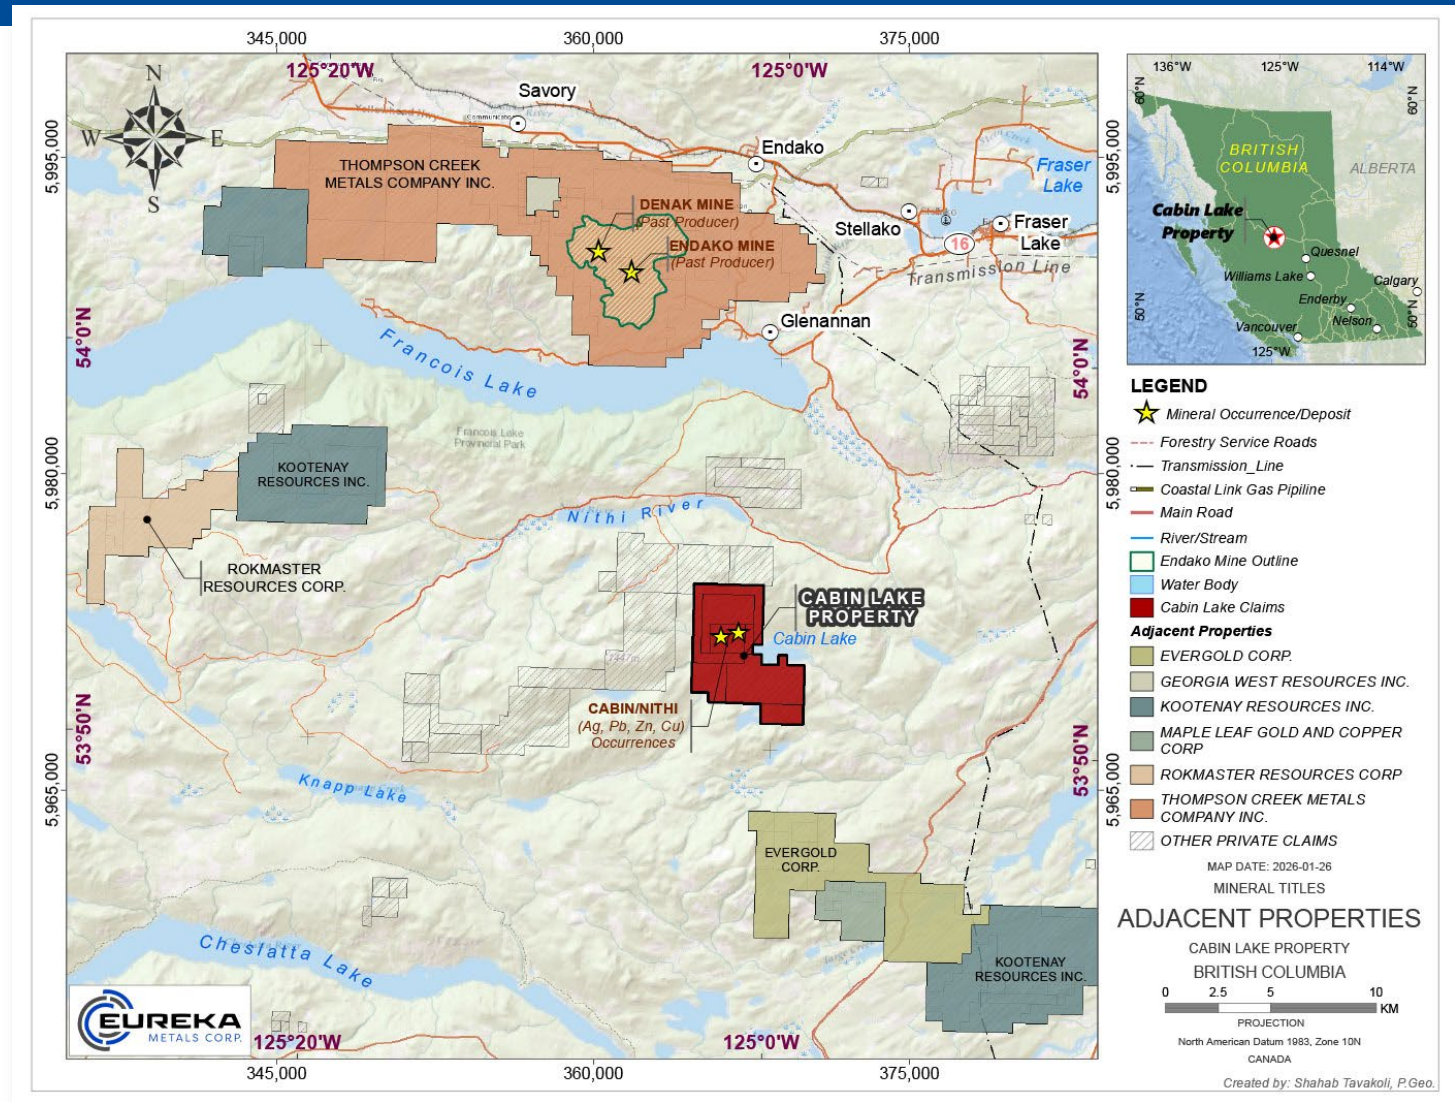 345,000
360,000
375,000
125°20'W
125°0'W
N
W
E
S
Savory
Endako
Fraser
Lake
Stellako
Fraser
Lake
16
Transmission Line
Glenannan
THOMPSON CREEK
METALS COMPANY INC.
DENAK MINE
(Past Producer)
ENDAKO MINE
(Past Producer)
5,995,000
5,995,000
54°0'N
54°0'N
Francois Lake
Francois Lake
Provincial Park
KOOTENAY
RESOURCES INC.
5,980,000
5,980,000
Nithi River
ROKMASTER
RESOURCES CORP.
CABIN LAKE
PROPERTY
Cabin Lake
1447m
CABIN/NITHI
(Ag, Pb, Zn, Cu)
Occurrences
53°50'N
53°50'N
5,965,000
5,965,000
Knapp Lake
EVERGOLD
CORP.
Cheslatta Lake
KOOTENAY
RESOURCES INC.
EUREKA
METALS CORP.
125°20'W
125°0'W
345,000
360,000
375,000
136°W
125°W
114°W
60°N
60°N
BRITISH
COLUMBIA
ALBERTA
Cabin Lake
Property
Quesnel
Williams Lake
Calgary
Enderby
Nelson
Vancouver
50°N
50°N
125°W
LEGEND
Mineral Occurrence/Deposit
Forestry Service Roads
Transmission_Line
Coastal Link Gas Pipiline
Main Road
River/Stream
Endako Mine Outline
Water Body
Cabin Lake Claims
Adjacent Properties
EVERGOLD CORP.
GEORGIA WEST RESOURCES INC.
KOOTENAY RESOURCES INC.
MAPLE LEAF GOLD AND COPPER
CORP
ROKMASTER RESOURCES CORP
THOMPSON CREEK METALS
COMPANY INC.
OTHER PRIVATE CLAIMS
MAP DATE: 2026-01-26
MINERAL TITLES
ADJACENT PROPERTIES
CABIN LAKE PROPERTY
BRITISH COLUMBIA
0 2.5 5 10
KM
PROJECTION
North American Datum 1983, Zone 10N
CANADA
Created by: Shahab Tavakoli, P.Geo.